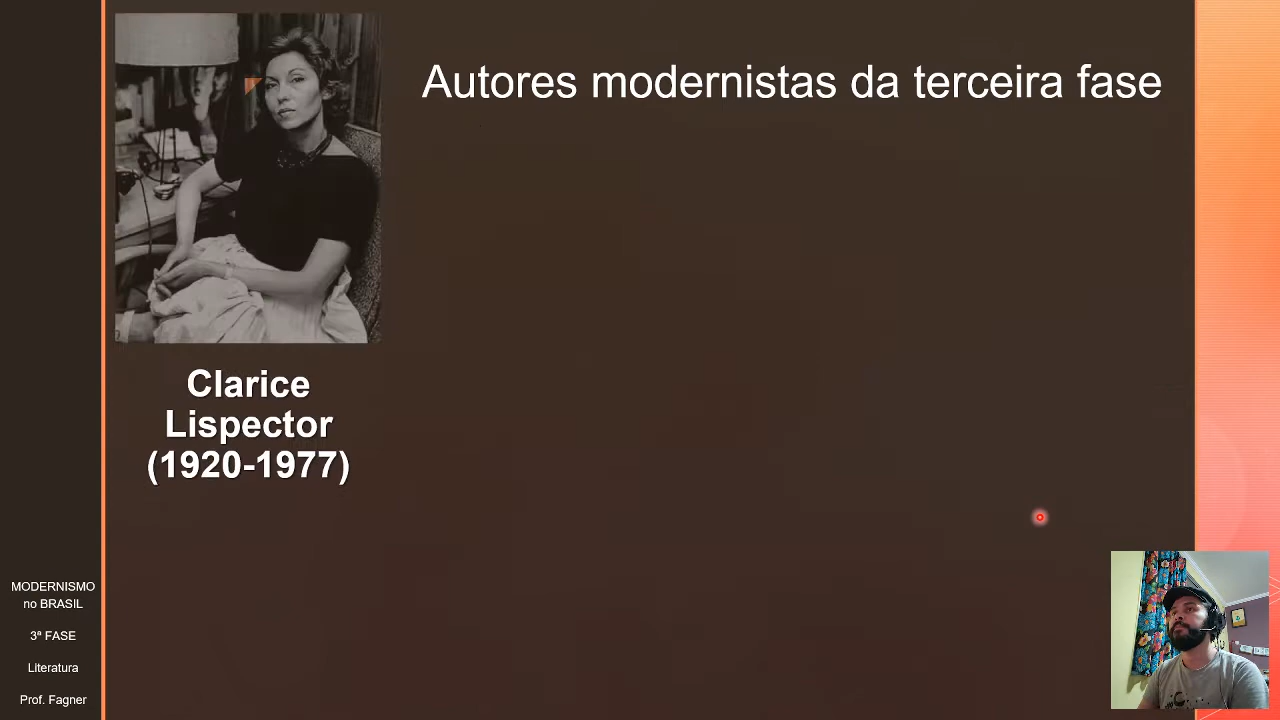 Autores modernistas da terceira fase
Clarice
Lispector
(1920-1977)
MODERNISMO
no BRASIL
3ª FASE
Literatura
Prof. Fagner